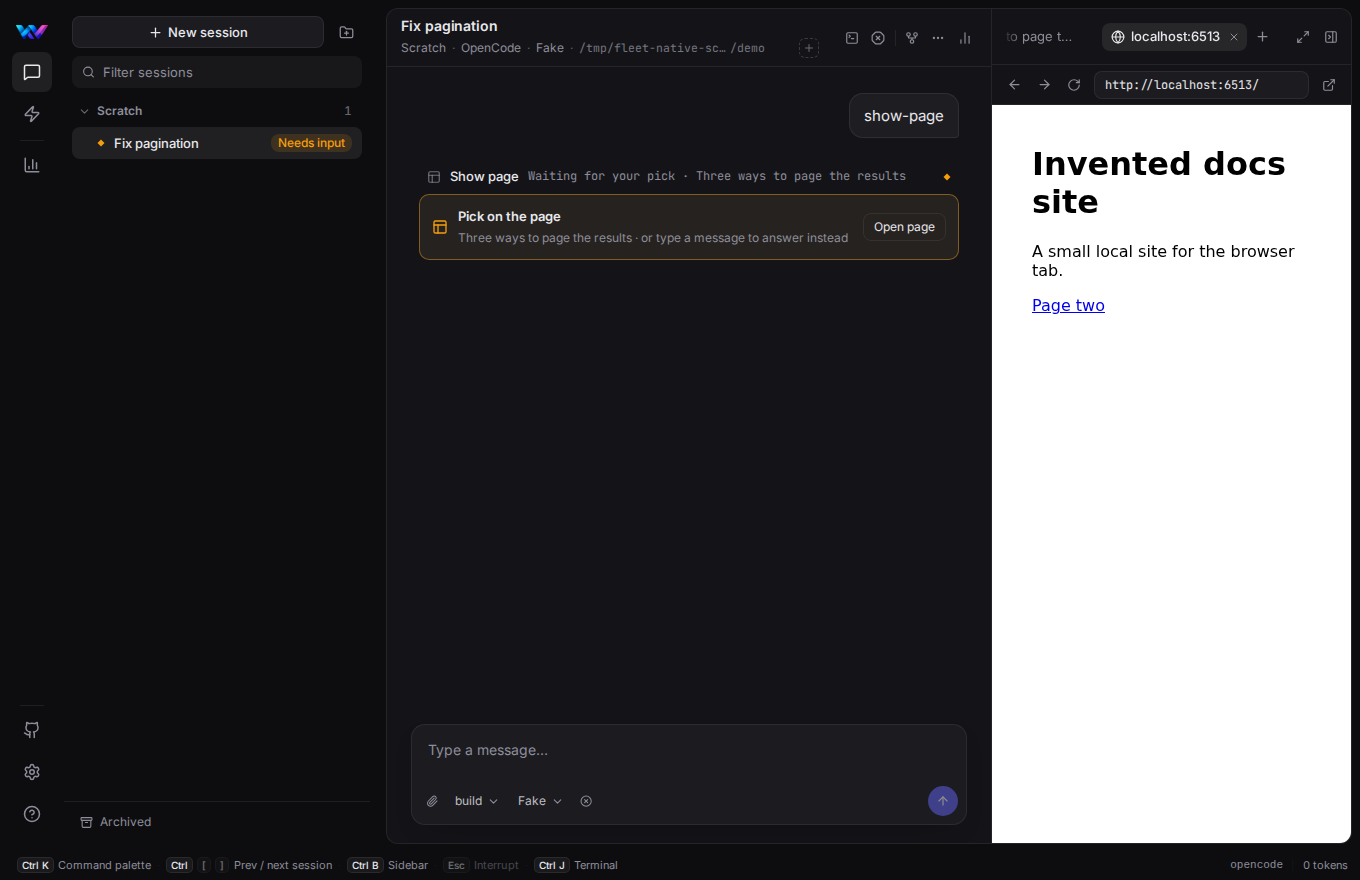 New session
Filter sessions
Scratch 1
Fix pagination Needs input
Archived
Fix pagination
Scratch · OpenCode · Fake · /tmp/fleet-native-sc… /demo
show-page
Show page Waiting for your pick · Three ways to page the results
Pick on the page
Three ways to page the results · or type a message to answer instead
Open page
Type a message...
build Fake
to page t... localhost:6513
http://localhost:6513/
Invented docs
site
A small local site for the browser
tab.
Page two
Ctrl K Command palette Ctrl [ ] Prev / next session Ctrl B Sidebar Esc Interrupt Ctrl J Terminal opencode 0 tokens